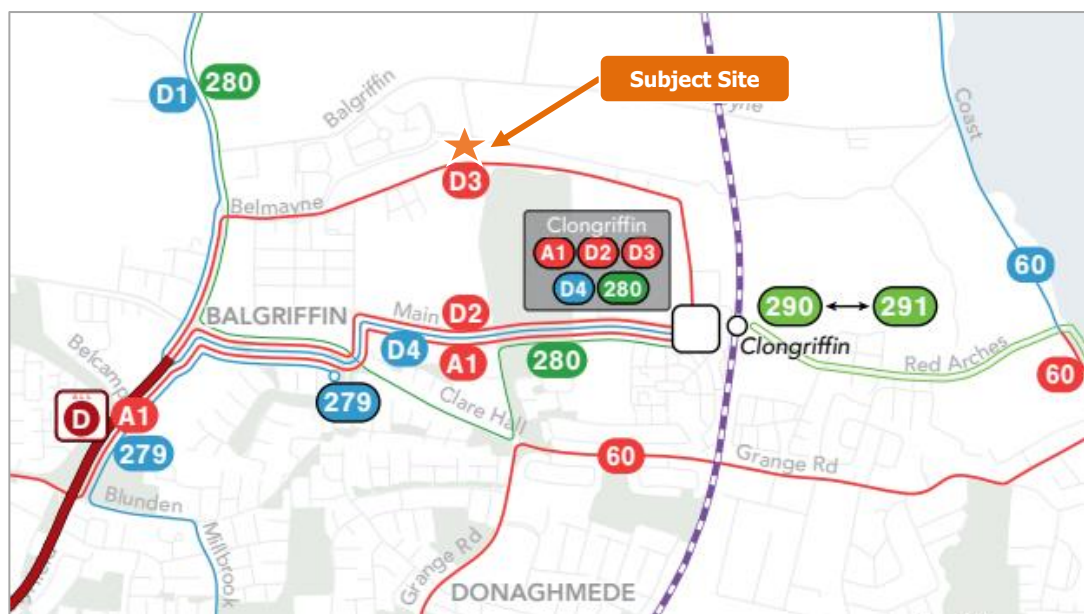 Subject Site
280
D1
Balgriffin
Coast
D3
Belmayne
Clongriffin
A1 D2 D3
D4 280
60
290
291
BALGRIFFIN
Main
D2
D4
A1
280
Clongriffin
Red Arches
60
Belcamp
279
Clare Hall
D
A1
279
60
Grange Rd
Blunden
Millbrook
Grange Rd
DONAGHMEDE